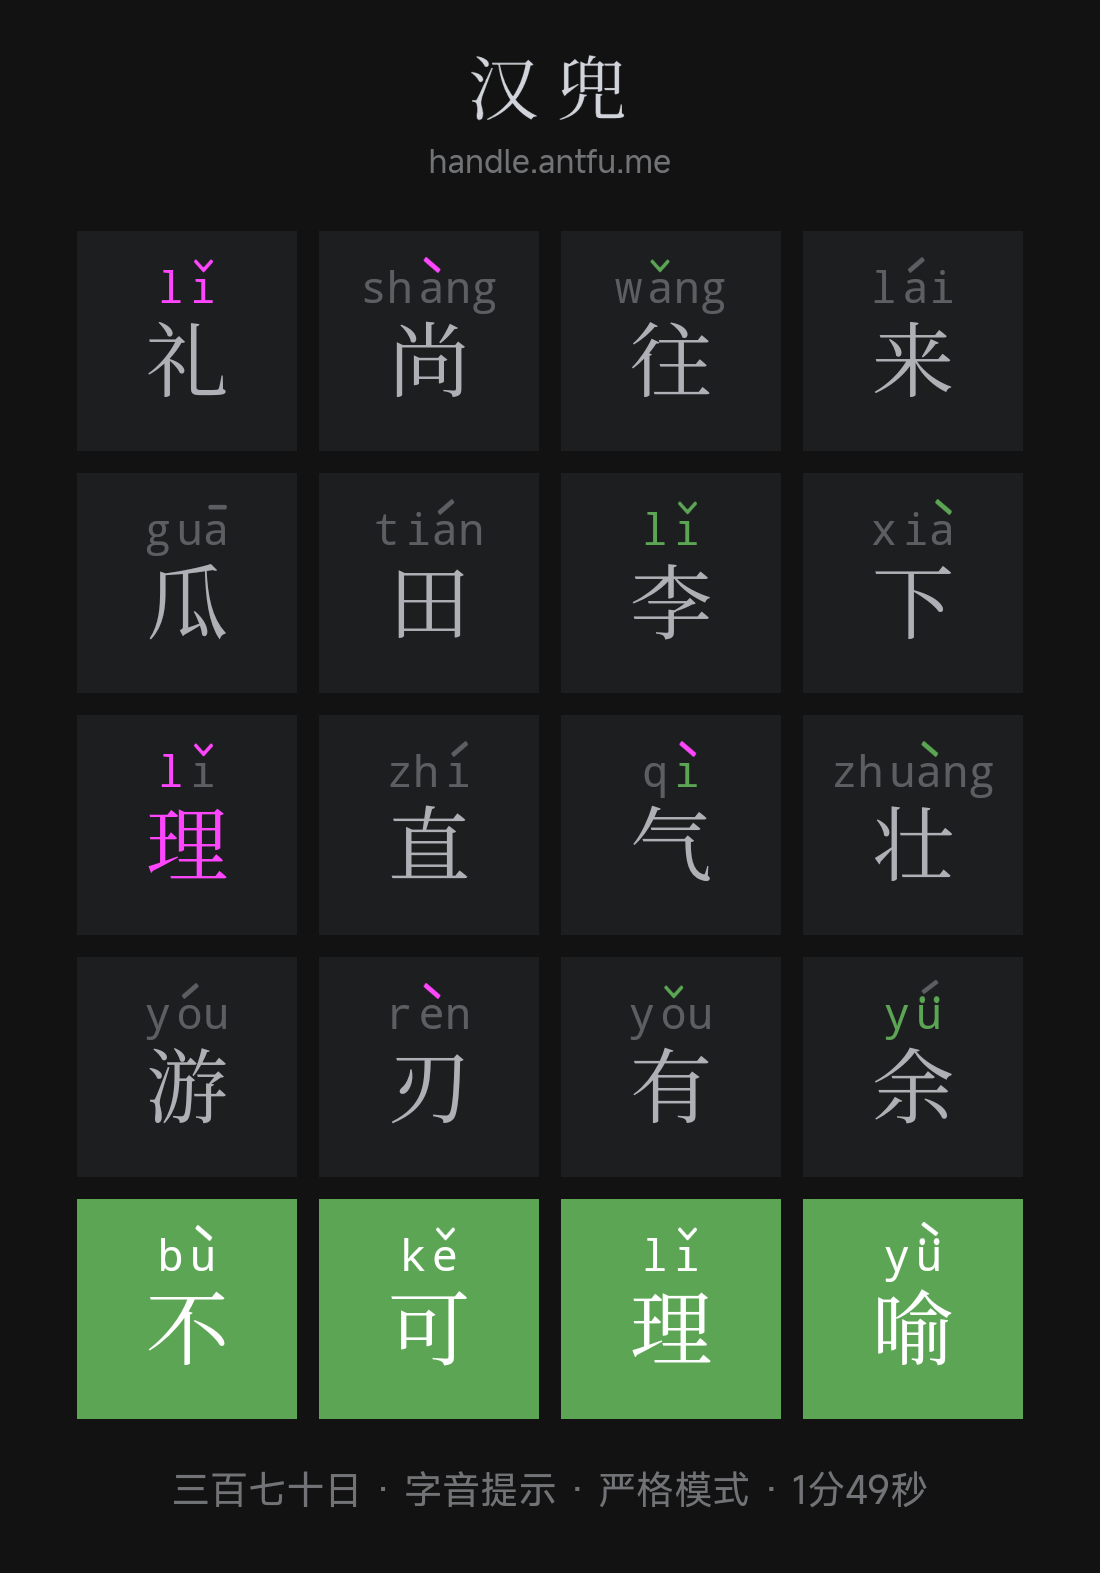 汉兜
handle.antfu.me
lǐ shàng wǎng lái
礼 尚 往 来
guā tián lǐ xià
瓜 田 李 下
lǐ zhí qì zhuàng
理 直 气 壮
yóu rèn yǒu yǘ
游 刃 有 余
bù kě lǐ yǜ
不 可 理 喻
三百七十日 · 字音提示 · 严格模式 · 1分49秒